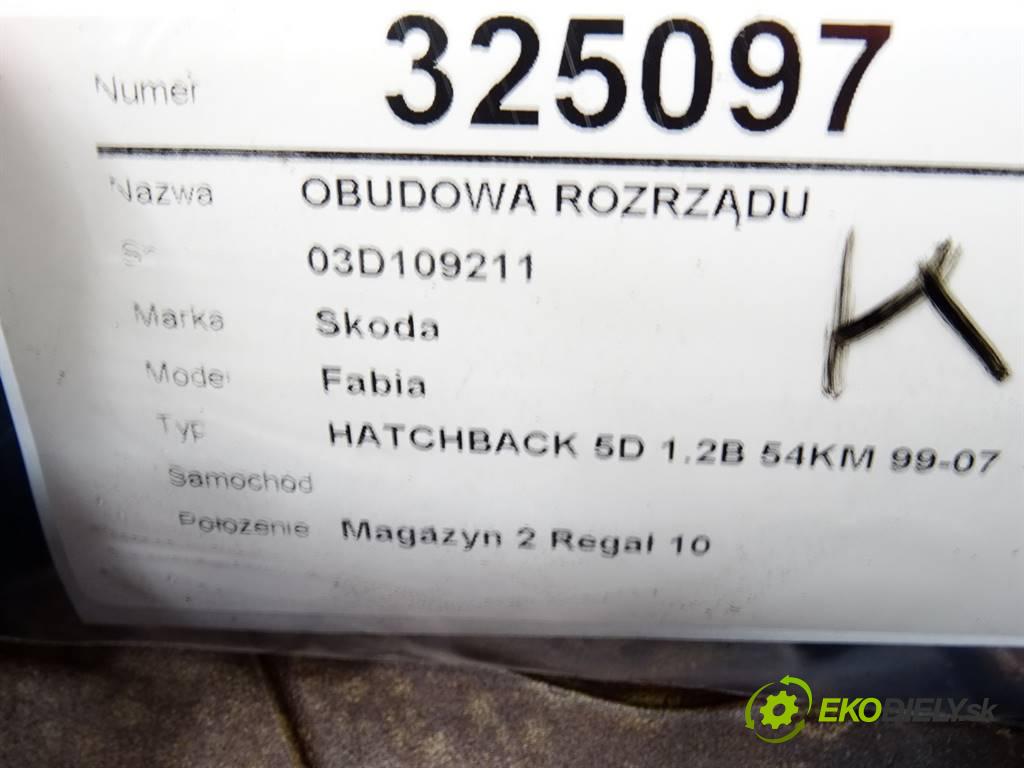 Numer 325097
Nazwa OBUDOWA ROZRZĄDU
03D109211
Marka Skoda
Model Fabia
Typ HATCHBACK 5D 1.2B 54KM 99-07
Samochód
Położenie Magazyn 2 Regał 10
K
EKODIELY.sk